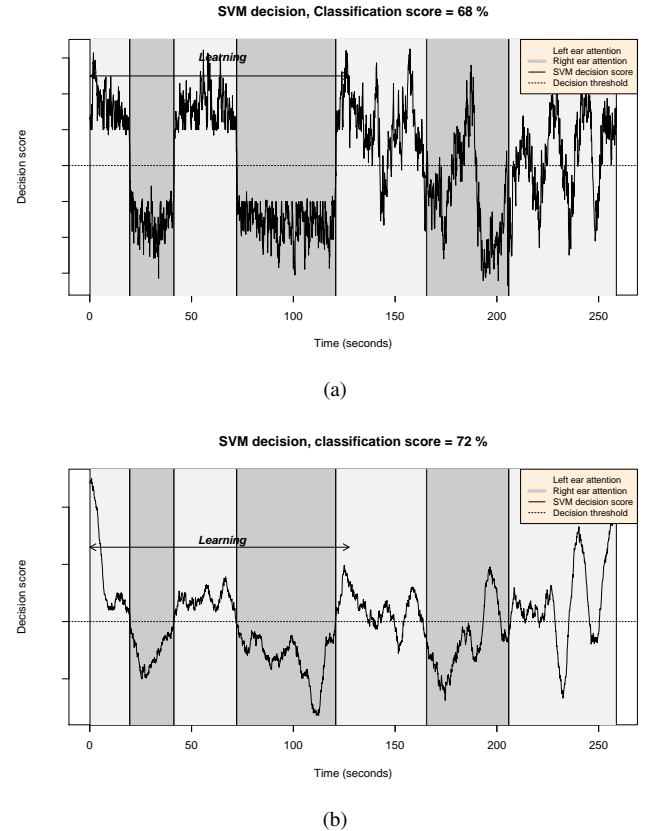 SVM decision, Classification score = 68 %
Learning
Left ear attention
Right ear attention
SVM decision score
Decision threshold
Decision score
0 50 100 150 200 250
Time (seconds)
(a)
SVM decision, classification score = 72 %
Learning
Left ear attention
Right ear attention
SVM decision score
Decision threshold
Decision score
0 50 100 150 200 250
Time (seconds)
(b)